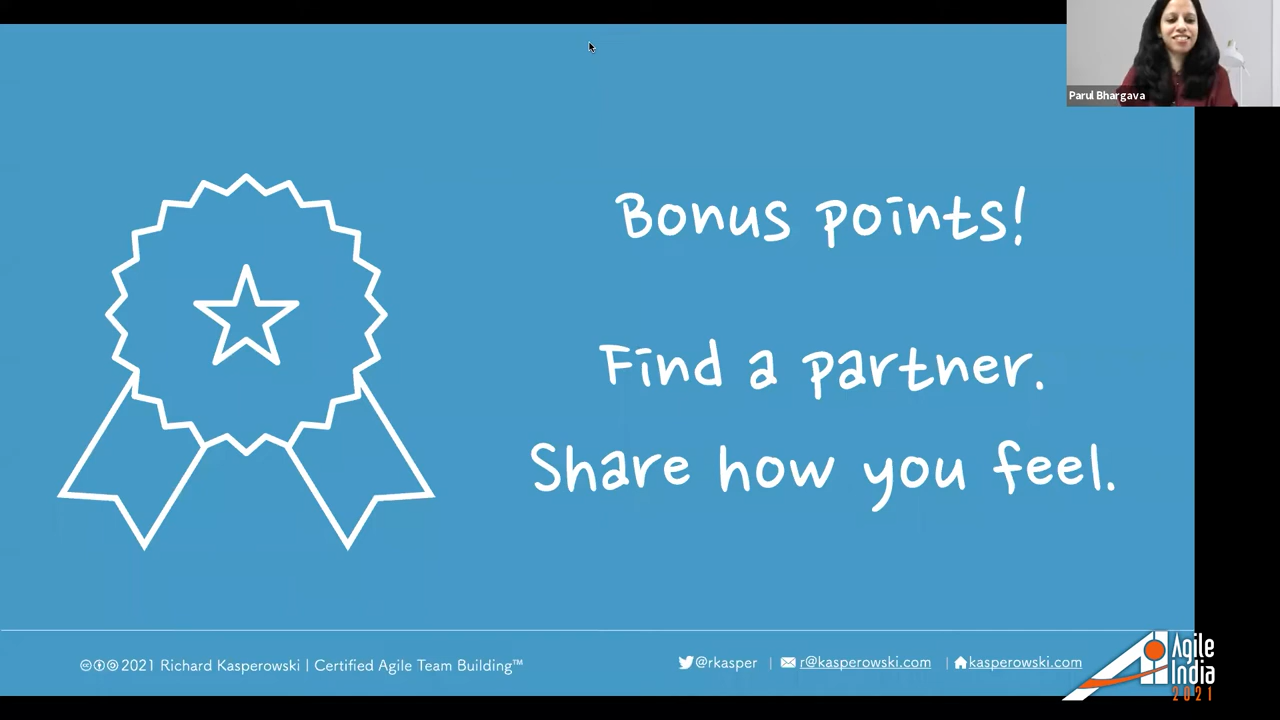 Parul Bhargava
Bonus points!
Find a partner.
Share how you feel.
2021 Richard Kasperowski | Certified Agile Team Building™
@rkasper | r@kasperowski.com | kasperowski.com
Agile
India
2021